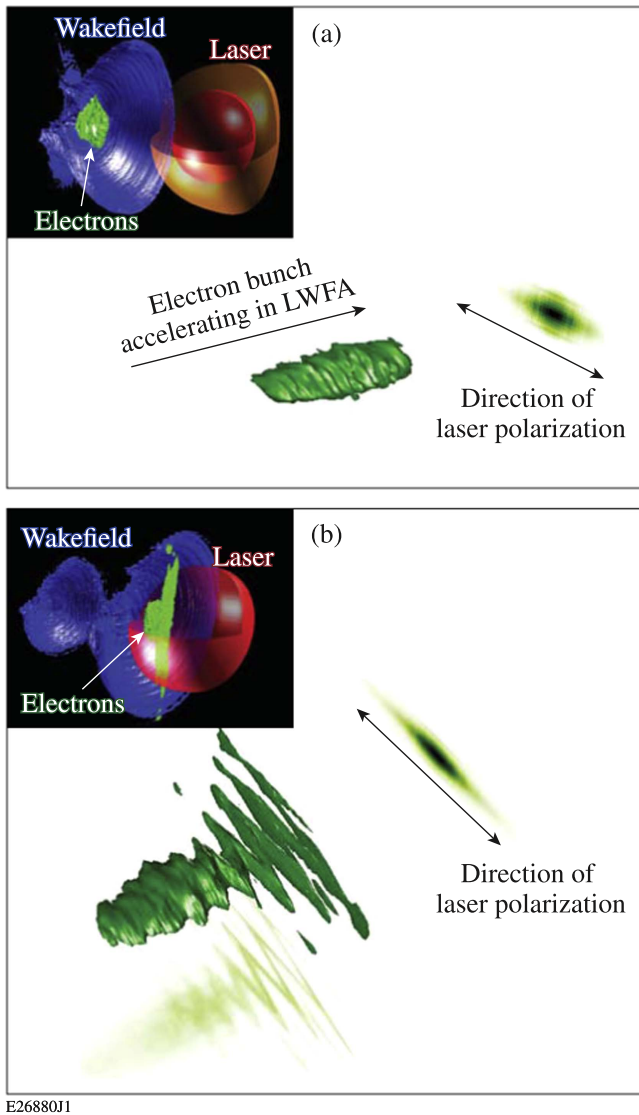 Wakefield
Laser
(a)
Electrons
Electron bunch
accelerating in LWFA
Direction of
laser polarization
Wakefield
Laser
(b)
Electrons
Direction of
laser polarization
E26880J1